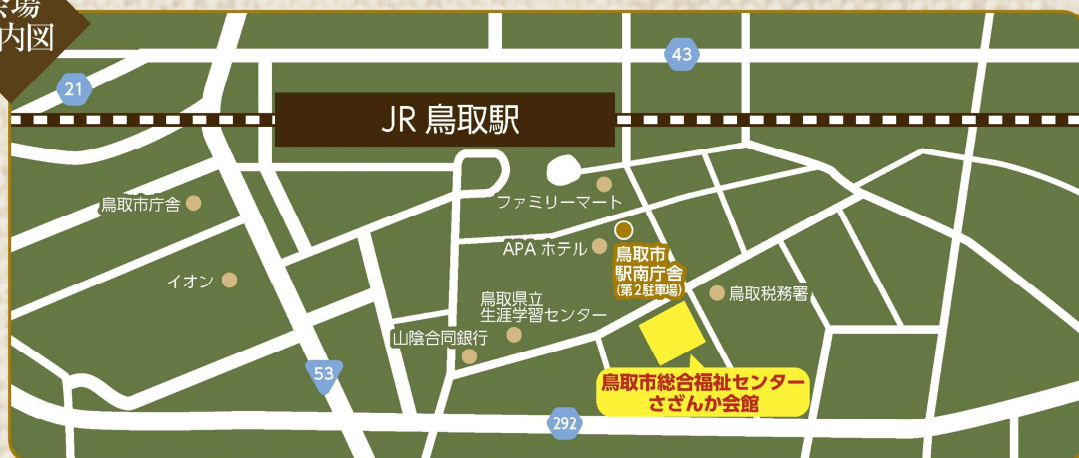 内図
43
21
JR 鳥取駅
鳥取市庁舎
ファミリーマート
APA ホテル
鳥取市
駅南庁舎
(第2駐車場)
イオン
鳥取県立
生涯学習センター
鳥取税務署
山陰合同銀行
53
鳥取市総合福祉センター
さざんか会館
292